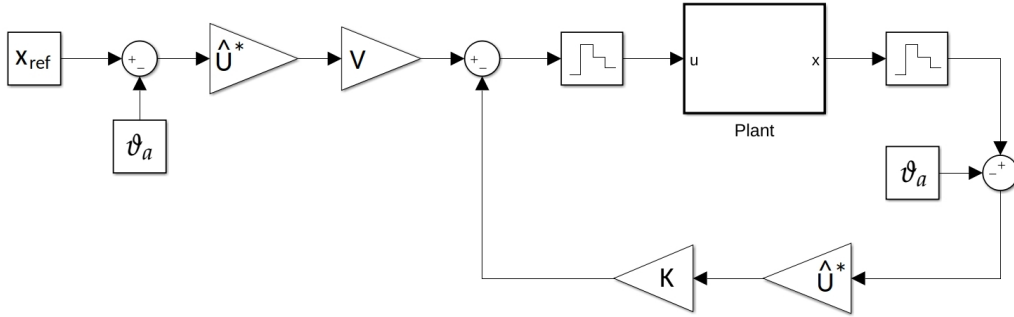 x_ref
+
−
ϑ_a
Û*
V
+
−
u
x
Plant
ϑ_a
−
+
K
Û*